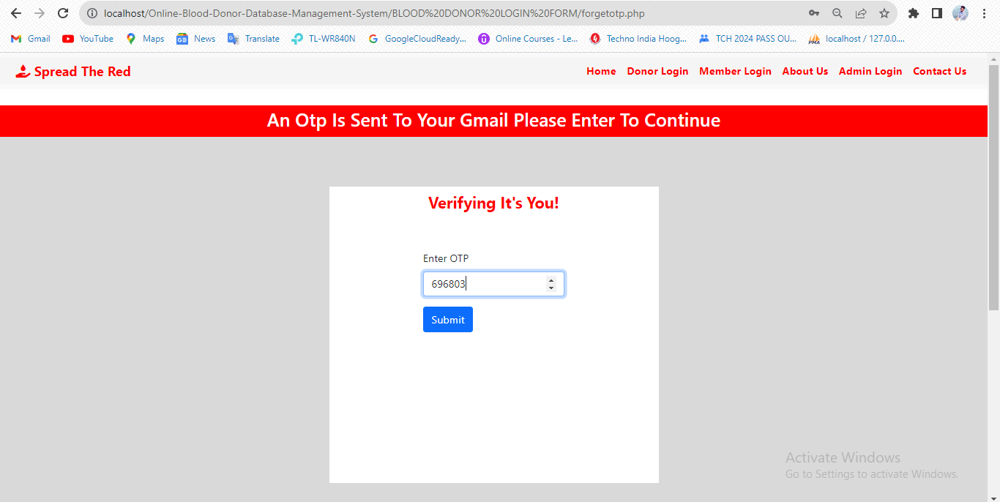 localhost/Online-Blood-Donor-Database-Management-System/BLOOD%20DONOR%20LOGIN%20FORM/forgetotp.php
Gmail YouTube Maps News Translate TL-WR840N GoogleCloudReady... Online Courses - Le... Techno India Hoog... TCH 2024 PASS OU... PMA localhost / 127.0.0....
Spread The Red Home Donor Login Member Login About Us Admin Login Contact Us
An Otp Is Sent To Your Gmail Please Enter To Continue
Verifying It's You!
Enter OTP
696803
Submit
Activate Windows
Go to Settings to activate Windows.